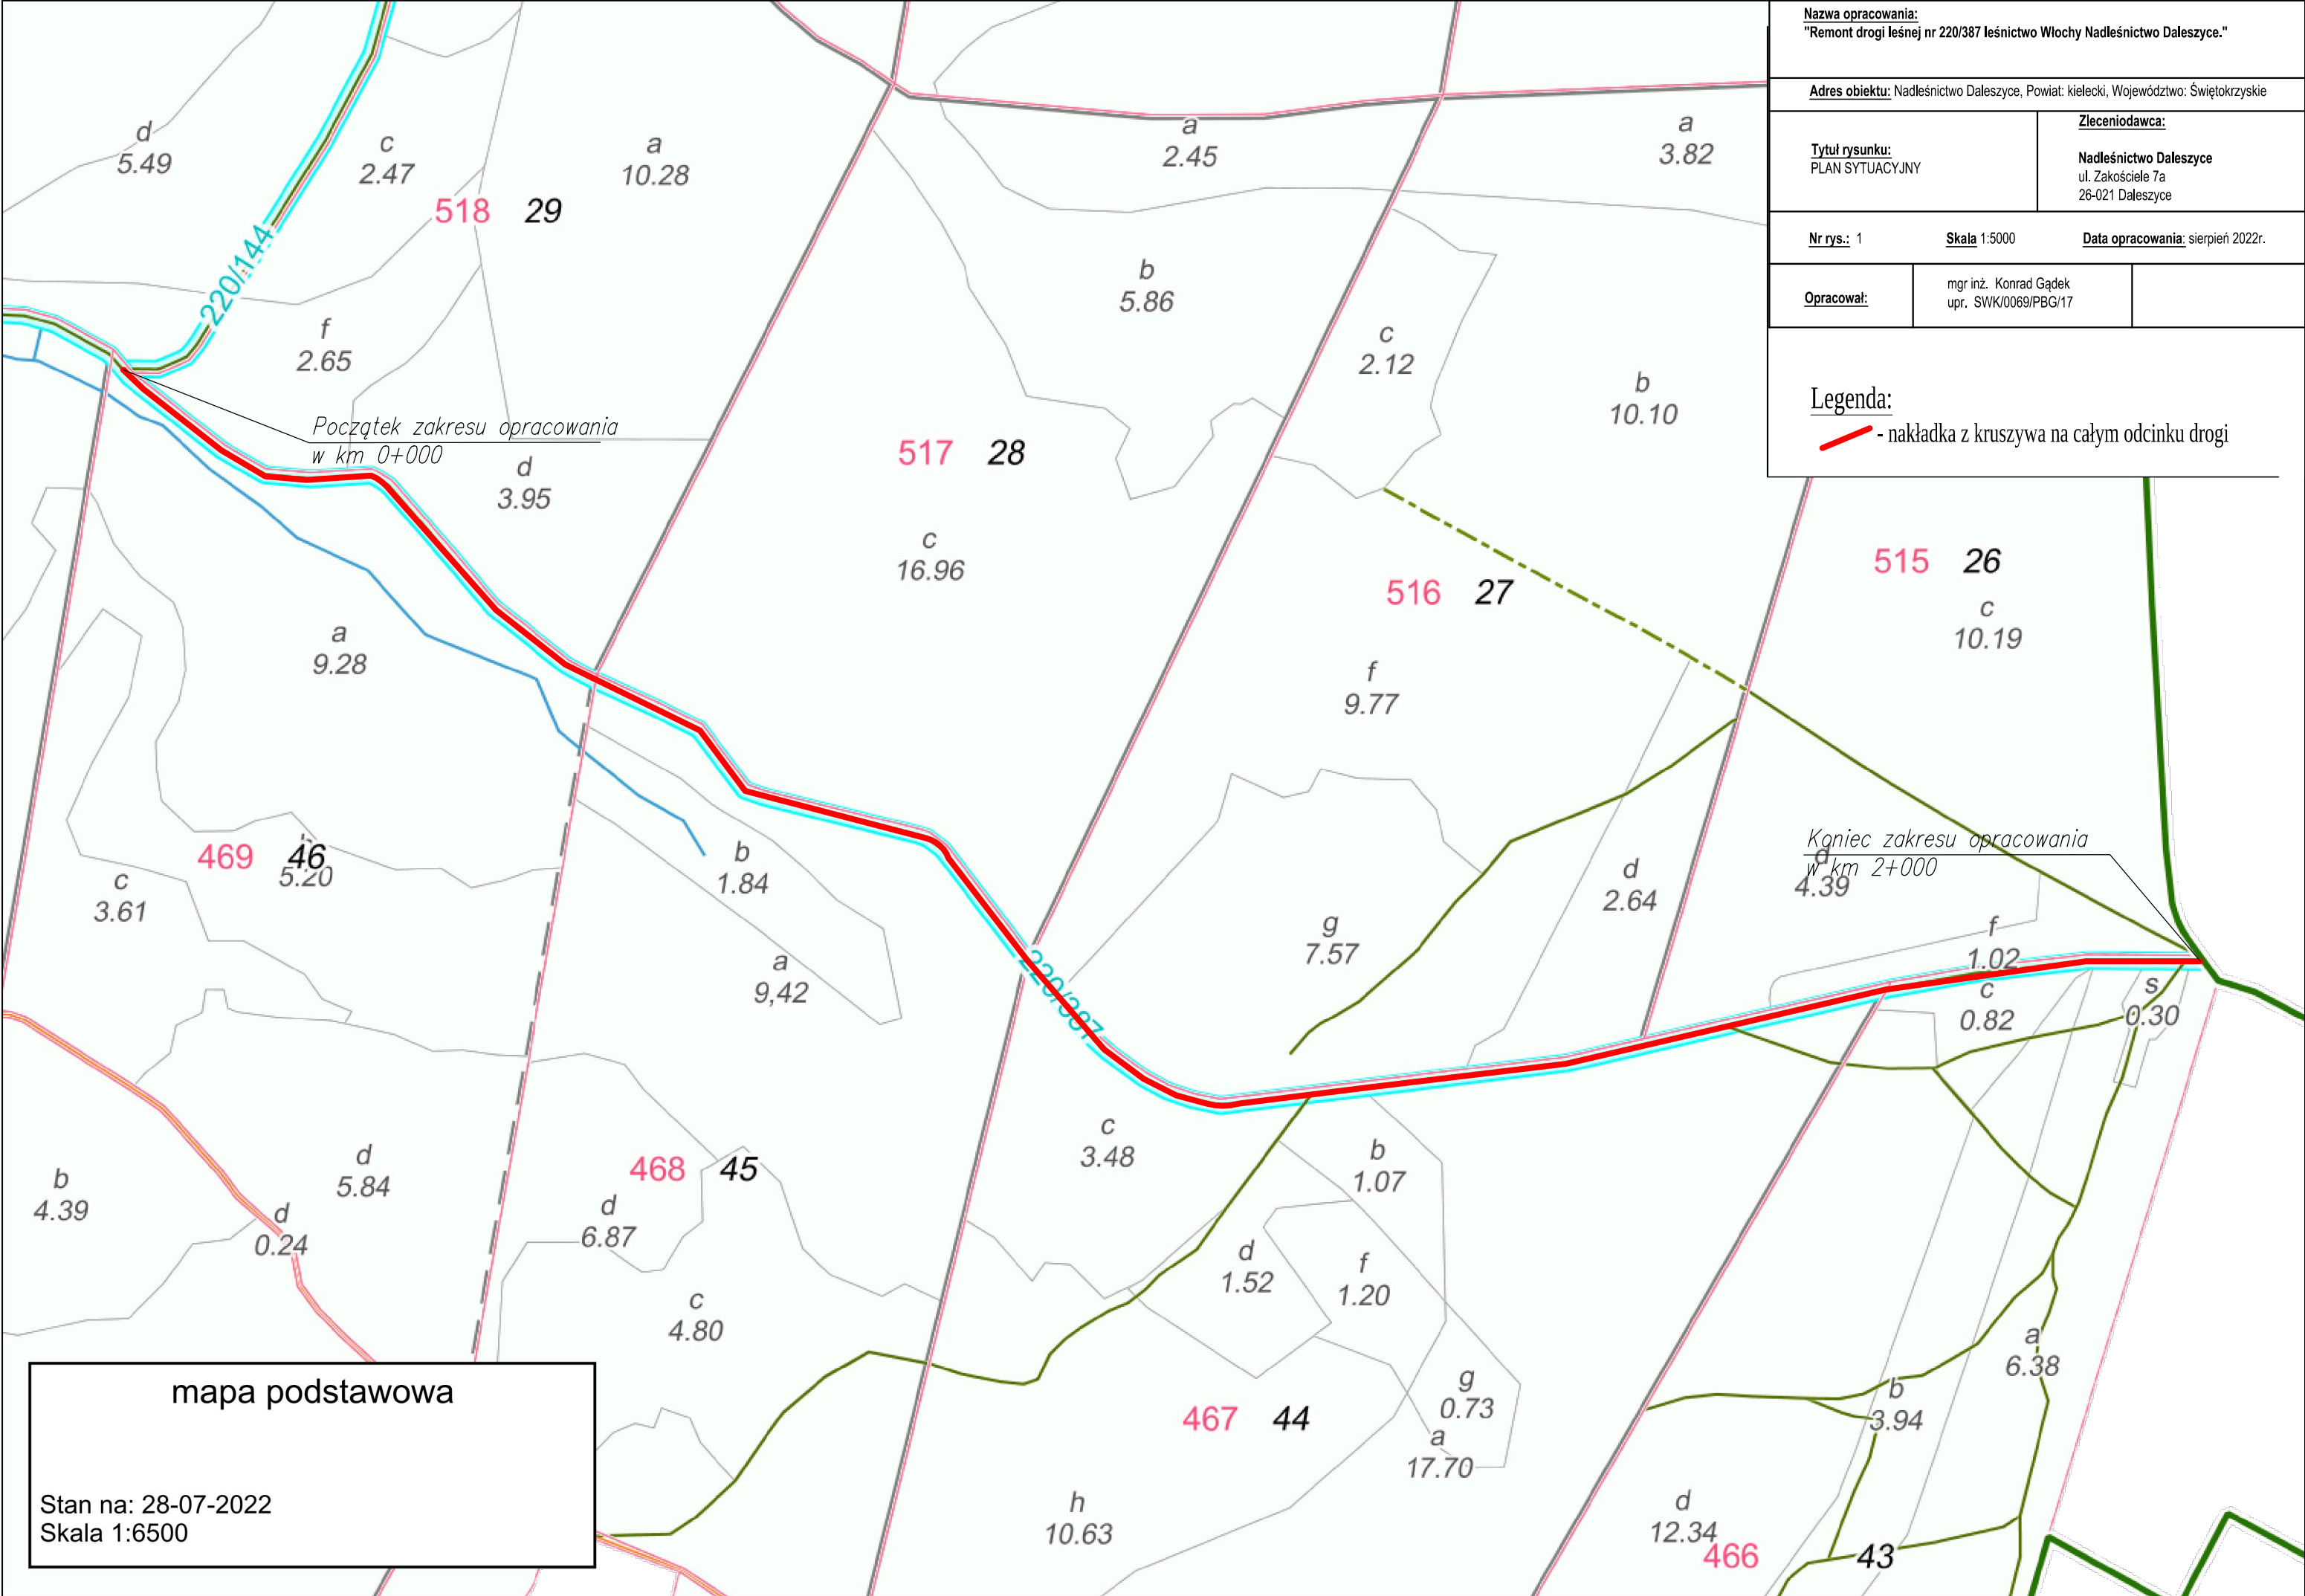 Nazwa opracowania:
"Remont drogi leśnej nr 220/387 leśnictwo Włochy Nadleśnictwo Daleszyce."
Adres obiektu: Nadleśnictwo Daleszyce, Powiat: kielecki, Województwo: Świętokrzyskie
Tytuł rysunku:
PLAN SYTUACYJNY
Zleceniodawca:
Nadleśnictwo Daleszyce
ul. Zakościele 7a
26-021 Daleszyce
Nr rys.: 1 Skala 1:5000 Data opracowania: sierpień 2022r.
Opracował:
mgr inż. Konrad Gądek
upr. SWK/0069/PBG/17
Legenda:
- nakładka z kruszywa na całym odcinku drogi
d
5.49
c
2.47
a
10.28
518 29
a
2.45
a
3.82
220/144
f
2.65
b
5.86
c
2.12
b
10.10
Początek zakresu opracowania
w km 0+000
d
3.95
517 28
c
16.96
516 27
515 26
c
10.19
a
9.28
f
9.77
469 46
5.20
c
3.61
b
1.84
a
9,42
g
7.57
d
2.64
Koniec zakresu opracowania
w km 2+000
d
4.39
f
1.02
c
0.82
s
0.30
220/387
c
3.48
b
1.07
b
4.39
d
5.84
d
0.24
468 45
d
6.87
c
4.80
d
1.52
f
1.20
g
0.73
a
17.70
467 44
h
10.63
a
6.38
b
3.94
d
12.34
466 43
mapa podstawowa
Stan na: 28-07-2022
Skala 1:6500